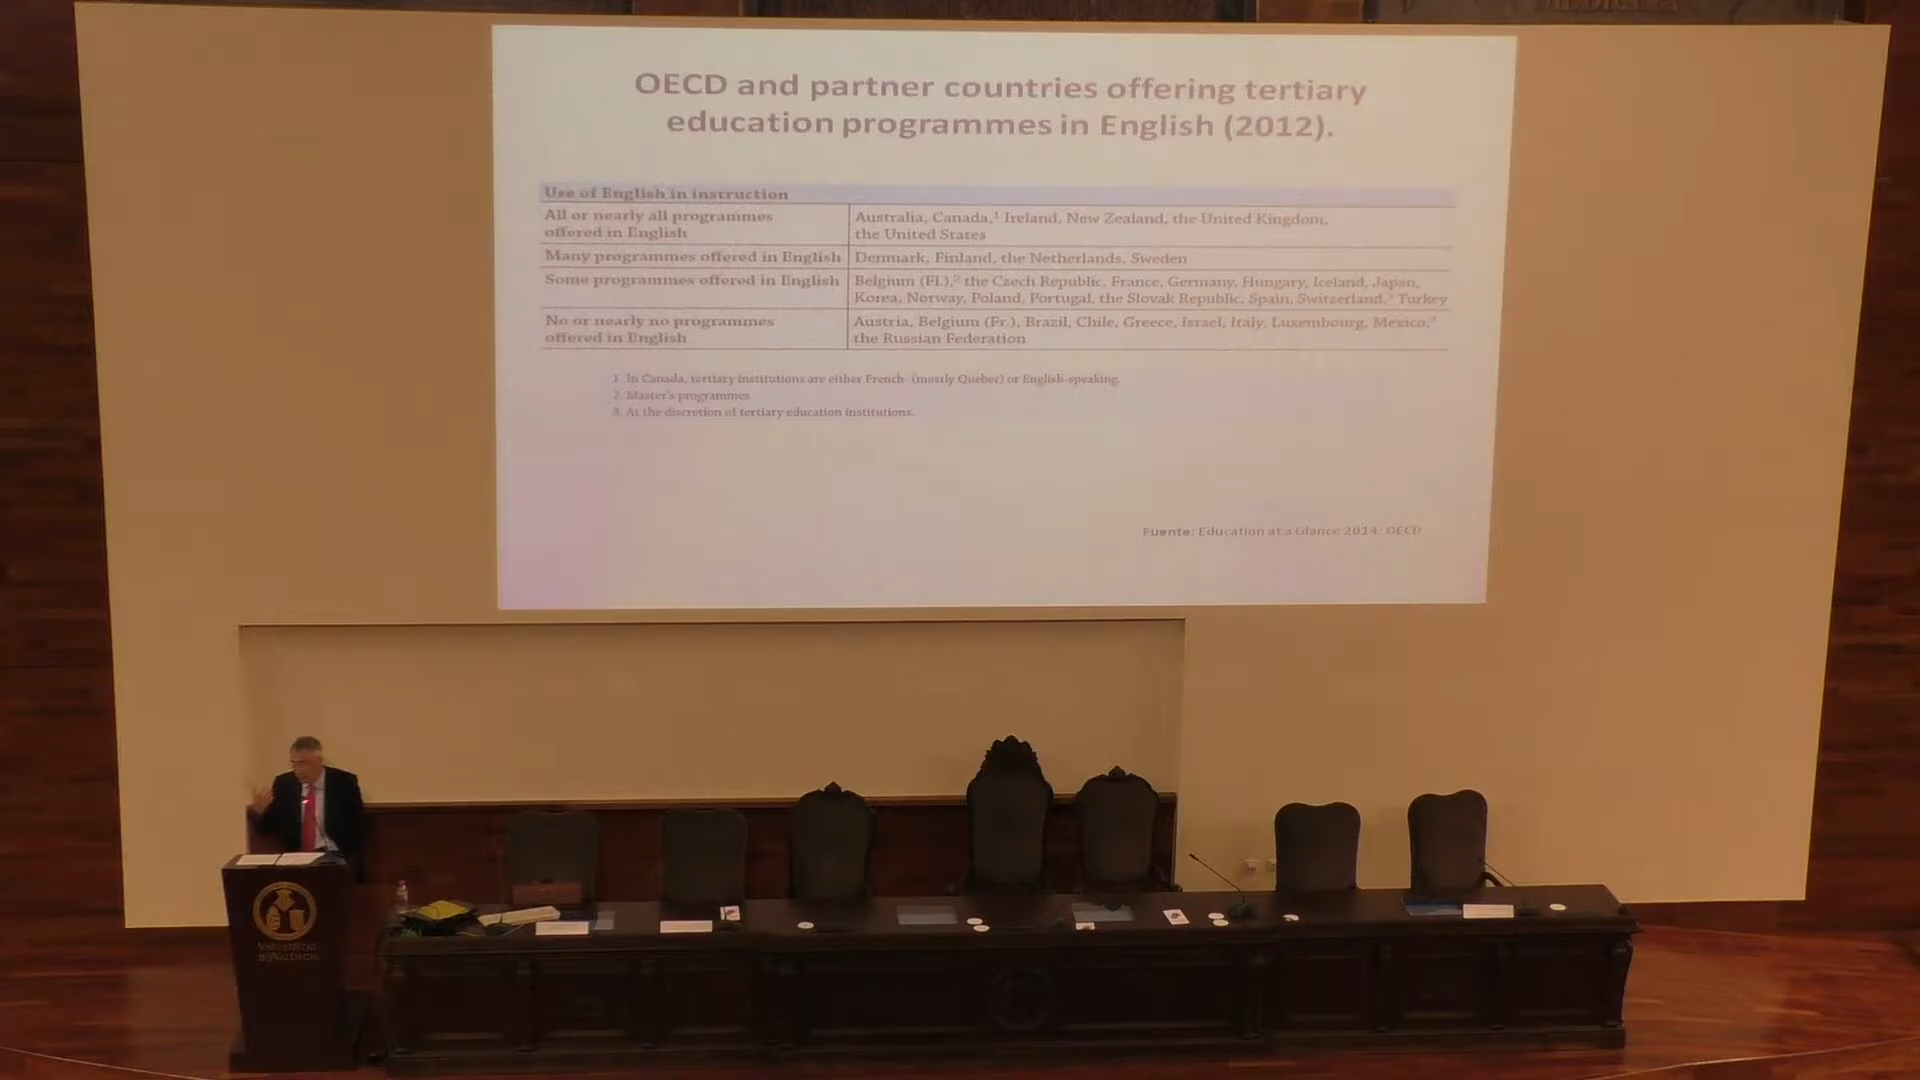 OECD and partner countries offering tertiary
education programmes in English (2012).
Use of English in instruction
All or nearly all programmes
offered in English
Australia, Canada,¹ Ireland, New Zealand, the United Kingdom,
the United States
Many programmes offered in English
Denmark, Finland, the Netherlands, Sweden
Some programmes offered in English
Belgium (Fl.),² the Czech Republic, France, Germany, Hungary, Iceland, Japan,
Korea, Norway, Poland, Portugal, the Slovak Republic, Spain, Switzerland, Turkey
No or nearly no programmes
offered in English
Austria, Belgium (Fr.), Brazil, Chile, Greece, Israel, Italy, Luxembourg, Mexico,
the Russian Federation
1 In Canada, tertiary institutions are either French- (mostly Quebec) or English-speaking.
2. Master's programmes
3. At the discretion of tertiary education institutions.
Fuente: Education at a Glance 2014: OECD